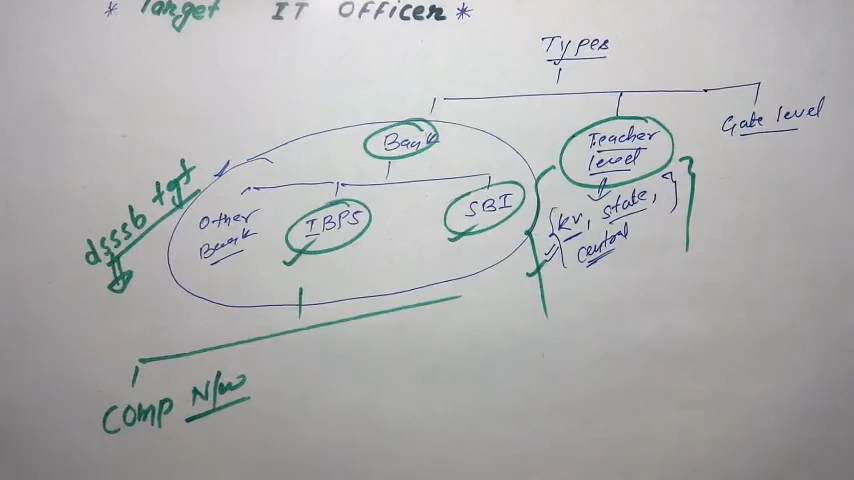 * Target IT Officer *
Types
Bank
Teacher
level
Gate level
Other
Bank
IBPS
SBI
{KV, state, }
central
dsssb tgt
Comp N/w